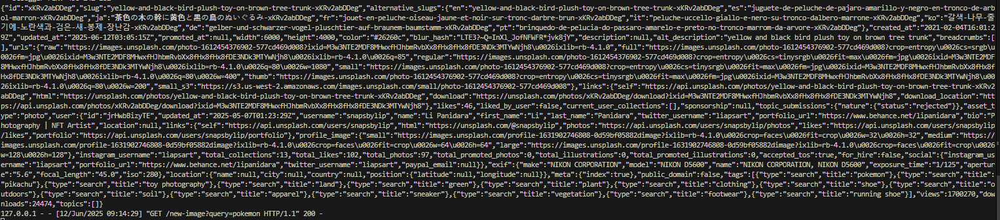 {"id":"xKRv2abDDeg","slug":"yellow-and-black-bird-plush-toy-on-brown-tree-trunk-xKRv2abDDeg","alternative_slugs":{"en":"yellow-and-black-bird-plush-toy-on-brown-tree-trunk-xKRv2abDDeg","es":"juguete-de-peluche-de-pajaro-amarillo-y-negro-en-tronco-de-arb
ol-marron-xKRv2abDDeg","ja":"茶色の木の幹に黄色と黒の鳥のぬいぐるみ-xKRv2abDDeg","fr":"jouet-en-peluche-oiseau-jaune-et-noir-sur-tronc-darbre-brun-xKRv2abDDeg","it":"peluche-uccello-giallo-e-nero-su-tronco-dalbero-marrone-xKRv2abDDeg","ko":"갈색-나무-줄
기에-노란색과-검은-새-봉제-장난감-xKRv2abDDeg","de":"gelber-und-schwarzer-vogel-pluschtier-auf-braunem-baumstamm-xKRv2abDDeg","pt":"brinquedo-de-pelucia-do-passaro-amarelo-e-preto-no-tronco-marrom-da-arvore-xKRv2abDDeg"},"created_at":"2021-02-04T16:01:2
9Z","updated_at":"2025-06-12T03:05:15Z","promoted_at":null,"width":6000,"height":4000,"color":"#26260c","blur_hash":"LTE3?~Q=InXl_JofNFWFR*jvk8jY","description":null,"alt_description":"yellow and black bird plush toy on brown tree trunk","breadcrumbs":[
],"urls":{"raw":"https://images.unsplash.com/photo-1612454376902-577cd469d008?ixid=M3w3NTE2MDF8MHwxfHJhbmRvbXx8fHx8fHx8fDE3NDk3MTYwNjh8\u0026ixlib=rb-4.1.0","full":"https://images.unsplash.com/photo-1612454376902-577cd469d008?crop=entropy\u0026cs=srgb\u
0026fm=jpg\u0026ixid=M3w3NTE2MDF8MHwxfHJhbmRvbXx8fHx8fHx8fDE3NDk3MTYwNjh8\u0026ixlib=rb-4.1.0\u0026q=85","regular":"https://images.unsplash.com/photo-1612454376902-577cd469d008?crop=entropy\u0026cs=tinysrgb\u0026fit=max\u0026fm=jpg\u0026ixid=M3w3NTE2MDF
8MHwxfHJhbmRvbXx8fHx8fHx8fDE3NDk3MTYwNjh8\u0026ixlib=rb-4.1.0\u0026q=80\u0026w=1080","small":"https://images.unsplash.com/photo-1612454376902-577cd469d008?crop=entropy\u0026cs=tinysrgb\u0026fit=max\u0026fm=jpg\u0026ixid=M3w3NTE2MDF8MHwxfHJhbmRvbXx8fHx8f
Hx8fDE3NDk3MTYwNjh8\u0026ixlib=rb-4.1.0\u0026q=80\u0026w=400","thumb":"https://images.unsplash.com/photo-1612454376902-577cd469d008?crop=entropy\u0026cs=tinysrgb\u0026fit=max\u0026fm=jpg\u0026ixid=M3w3NTE2MDF8MHwxfHJhbmRvbXx8fHx8fHx8fDE3NDk3MTYwNjh8\u00
26ixlib=rb-4.1.0\u0026q=80\u0026w=200","small_s3":"https://s3.us-west-2.amazonaws.com/images.unsplash.com/small/photo-1612454376902-577cd469d008"},"links":{"self":"https://api.unsplash.com/photos/yellow-and-black-bird-plush-toy-on-brown-tree-trunk-xKRv2
abDDeg","html":"https://unsplash.com/photos/yellow-and-black-bird-plush-toy-on-brown-tree-trunk-xKRv2abDDeg","download":"https://unsplash.com/photos/xKRv2abDDeg/download?ixid=M3w3NTE2MDF8MHwxfHJhbmRvbXx8fHx8fHx8fDE3NDk3MTYwNjh8","download_location":"htt
ps://api.unsplash.com/photos/xKRv2abDDeg/download?ixid=M3w3NTE2MDF8MHwxfHJhbmRvbXx8fHx8fHx8fDE3NDk3MTYwNjh8"},"likes":46,"liked_by_user":false,"current_user_collections":[],"sponsorship":null,"topic_submissions":{"nature":{"status":"rejected"}},"asset_t
ype":"photo","user":{"id":"jrHwbBizyTE","updated_at":"2025-05-07T01:23:29Z","username":"snapsbylip","name":"Li Panidara","first_name":"Li","last_name":"Panidara","twitter_username":"liapsart","portfolio_url":"https://www.behance.net/lipanidara","bio":"P
hotography | NFT Artist","location":null,"links":{"self":"https://api.unsplash.com/users/snapsbylip","html":"https://unsplash.com/@snapsbylip","photos":"https://api.unsplash.com/users/snapsbylip/photos","likes":"https://api.unsplash.com/users/snapsbylip
/likes","portfolio":"https://api.unsplash.com/users/snapsbylip/portfolio"},"profile_image":{"small":"https://images.unsplash.com/profile-1631902746808-0d59bf05882dimage?ixlib=rb-4.1.0\u0026crop=faces\u0026fit=crop\u0026w=32\u0026h=32","medium":"https://
images.unsplash.com/profile-1631902746808-0d59bf05882dimage?ixlib=rb-4.1.0\u0026crop=faces\u0026fit=crop\u0026w=64\u0026h=64","large":"https://images.unsplash.com/profile-1631902746808-0d59bf05882dimage?ixlib=rb-4.1.0\u0026crop=faces\u0026fit=crop\u0026
w=128\u0026h=128"},"instagram_username":"liapsart","total_collections":13,"total_likes":102,"total_photos":97,"total_promoted_photos":0,"total_illustrations":0,"total_promoted_illustrations":0,"accepted_tos":true,"for_hire":false,"social":{"instagram_us
ername":"liapsart","portfolio_url":"https://www.behance.net/lipanidara","twitter_username":"liapsart","paypal_email":null}},"exif":{"make":"NIKON CORPORATION","model":"NIKON D5600","name":"NIKON CORPORATION, NIKON D5600","exposure_time":"1/125","apertur
e":"5.6","focal_length":"45.0","iso":280},"location":{"name":null,"city":null,"country":null,"position":{"latitude":null,"longitude":null}},"meta":{"index":true},"public_domain":false,"tags":[{"type":"search","title":"pokemon"},{"type":"search","title":
"pikachu"},{"type":"search","title":"toy photography"},{"type":"search","title":"land"},{"type":"search","title":"green"},{"type":"search","title":"plant"},{"type":"search","title":"clothing"},{"type":"search","title":"shoe"},{"type":"search","title":"o
utdoors"},{"type":"search","title":"soil"},{"type":"search","title":"apparel"},{"type":"search","title":"sneaker"},{"type":"search","title":"vegetation"},{"type":"search","title":"footwear"},{"type":"search","title":"running shoe"}],"views":1700270,"dow
nloads":24474,"topics":[]}
127.0.0.1 - - [12/Jun/2025 09:14:29] "GET /new-image?query=pokemon HTTP/1.1" 200 -